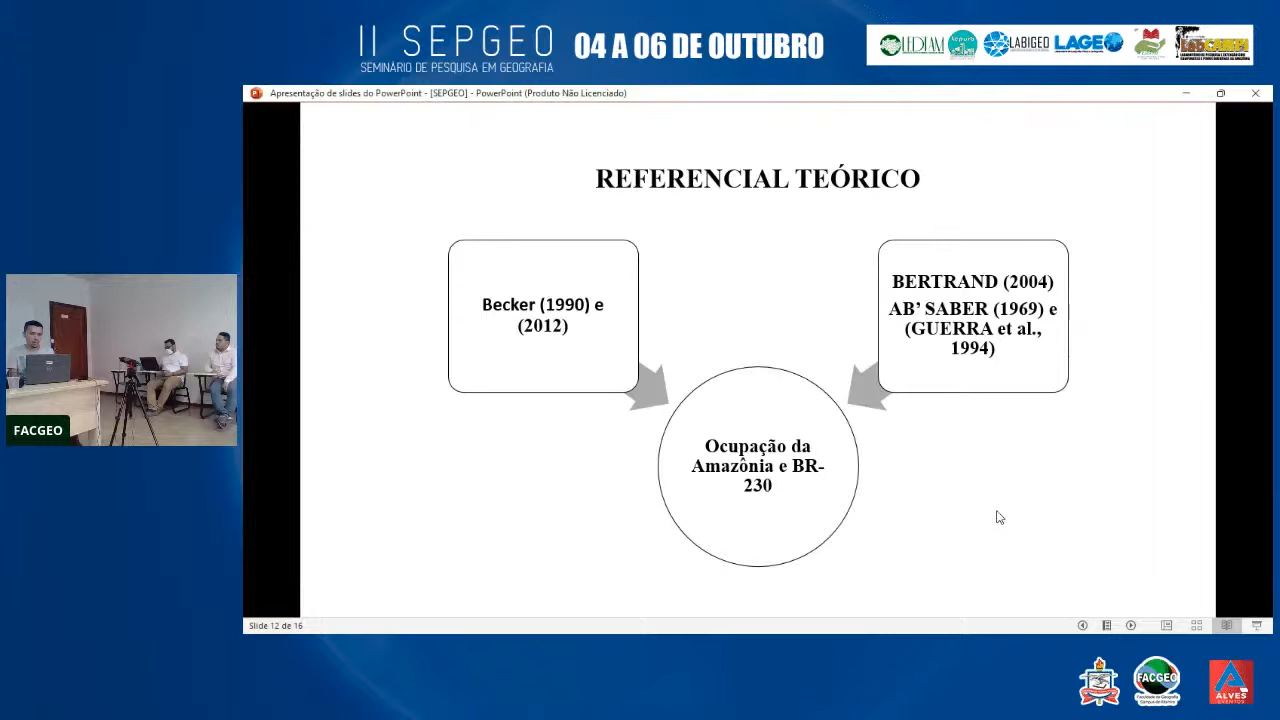 II SEPGEO
SEMINÁRIO DE PESQUISA EM GEOGRAFIA
04 A 06 DE OUTUBRO
LEDTAM
LABIGEO
LAGEO
Apresentação de slides do PowerPoint - [SEPGEO] - PowerPoint (Produto Não Licenciado)
REFERENCIAL TEÓRICO
Becker (1990) e
(2012)
BERTRAND (2004)
AB’ SABER (1969) e
(GUERRA et al.,
1994)
Ocupação da
Amazônia e BR-
230
FACGEO
Slide 12 de 16
FACGEO
ALVES
EVENTOS